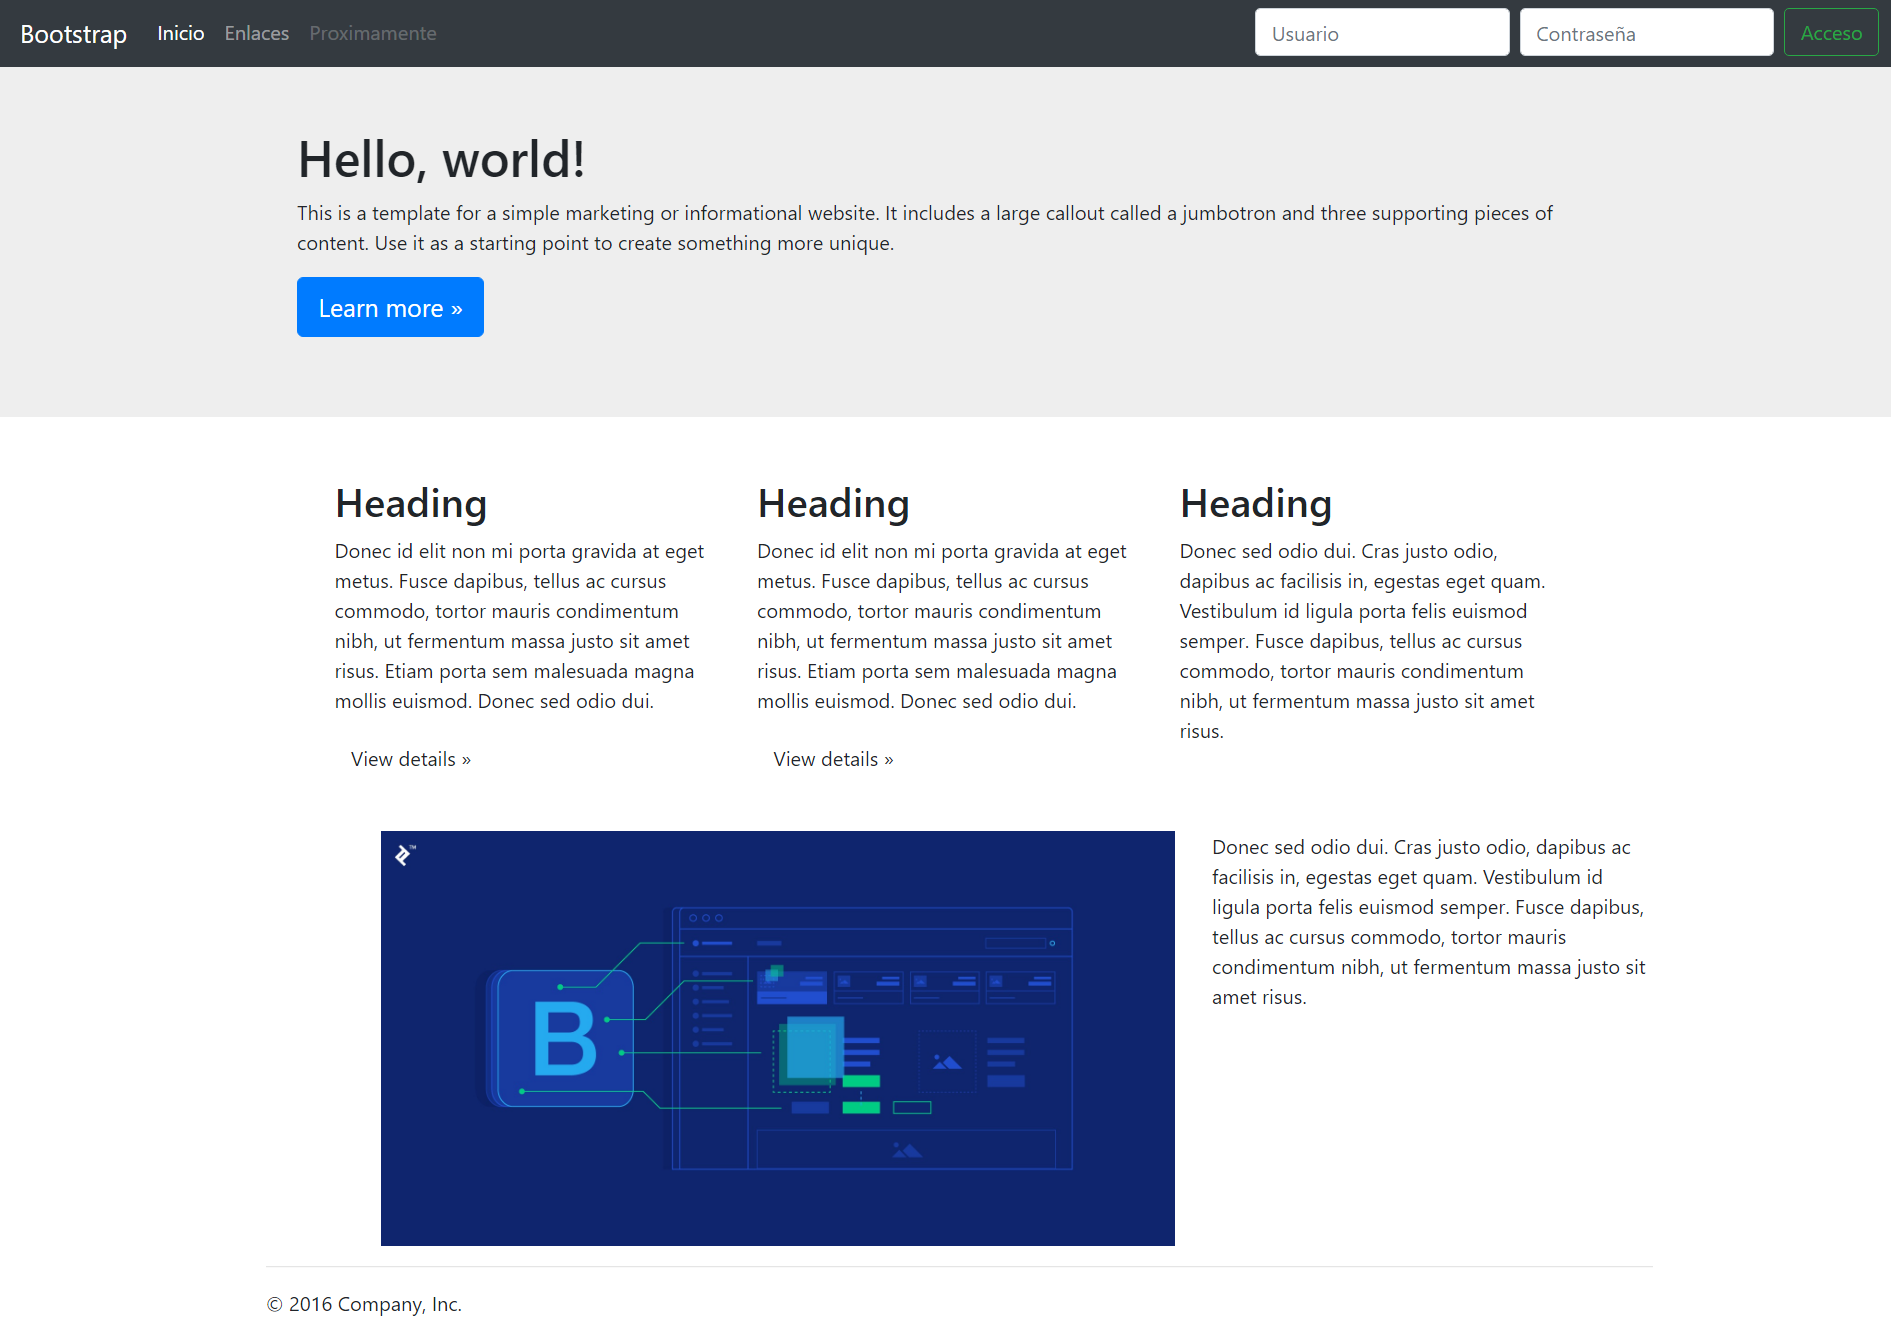 Bootstrap Inicio Enlaces Proximamente Usuario Contraseña Acceso
Hello, world!
This is a template for a simple marketing or informational website. It includes a large callout called a jumbotron and three supporting pieces of
content. Use it as a starting point to create something more unique.
Learn more »
Heading
Donec id elit non mi porta gravida at eget
metus. Fusce dapibus, tellus ac cursus
commodo, tortor mauris condimentum
nibh, ut fermentum massa justo sit amet
risus. Etiam porta sem malesuada magna
mollis euismod. Donec sed odio dui.
View details »
Heading
Donec id elit non mi porta gravida at eget
metus. Fusce dapibus, tellus ac cursus
commodo, tortor mauris condimentum
nibh, ut fermentum massa justo sit amet
risus. Etiam porta sem malesuada magna
mollis euismod. Donec sed odio dui.
View details »
Heading
Donec sed odio dui. Cras justo odio,
dapibus ac facilisis in, egestas eget quam.
Vestibulum id ligula porta felis euismod
semper. Fusce dapibus, tellus ac cursus
commodo, tortor mauris condimentum
nibh, ut fermentum massa justo sit amet
risus.
TM
B
Donec sed odio dui. Cras justo odio, dapibus ac
facilisis in, egestas eget quam. Vestibulum id
ligula porta felis euismod semper. Fusce dapibus,
tellus ac cursus commodo, tortor mauris
condimentum nibh, ut fermentum massa justo sit
amet risus.
© 2016 Company, Inc.